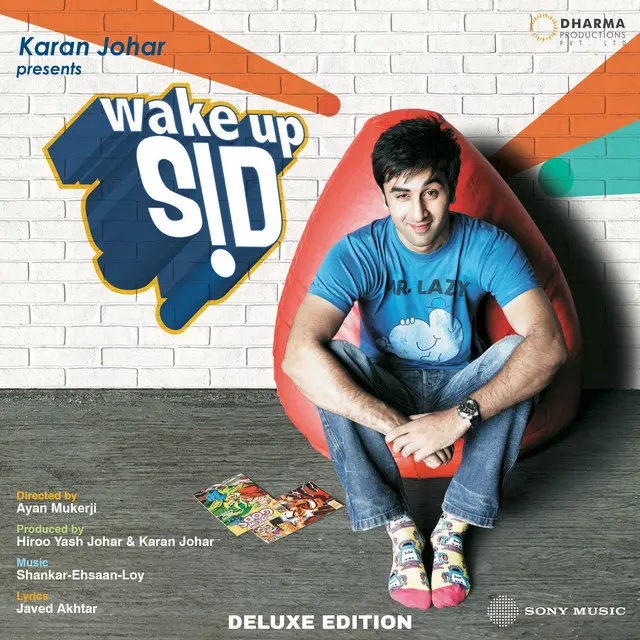 Karan Johar
presents
DHARMA
PRODUCTIONS
PVT. LTD
wake up
SID
MR. LAZY
Directed by
Ayan Mukerji
Produced by
Hiroo Yash Johar & Karan Johar
Music
Shankar-Ehsaan-Loy
Lyrics
Javed Akhtar
DELUXE EDITION
SONY MUSIC